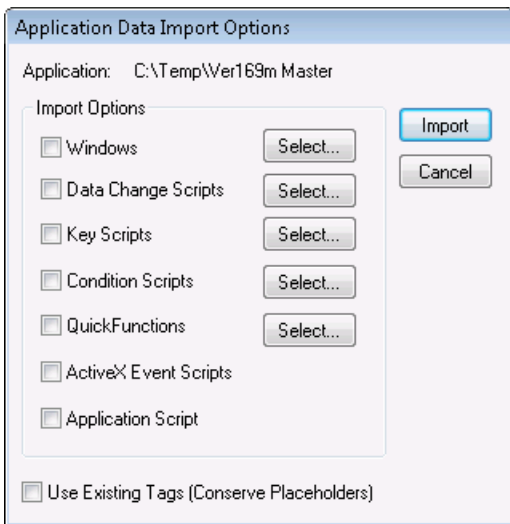 Application Data Import Options
Application: C:\Temp\Ver169m Master
Import Options
Import
Windows Select...
Cancel
Data Change Scripts Select...
Key Scripts Select...
Condition Scripts Select...
QuickFunctions Select...
ActiveX Event Scripts
Application Script
Use Existing Tags (Conserve Placeholders)